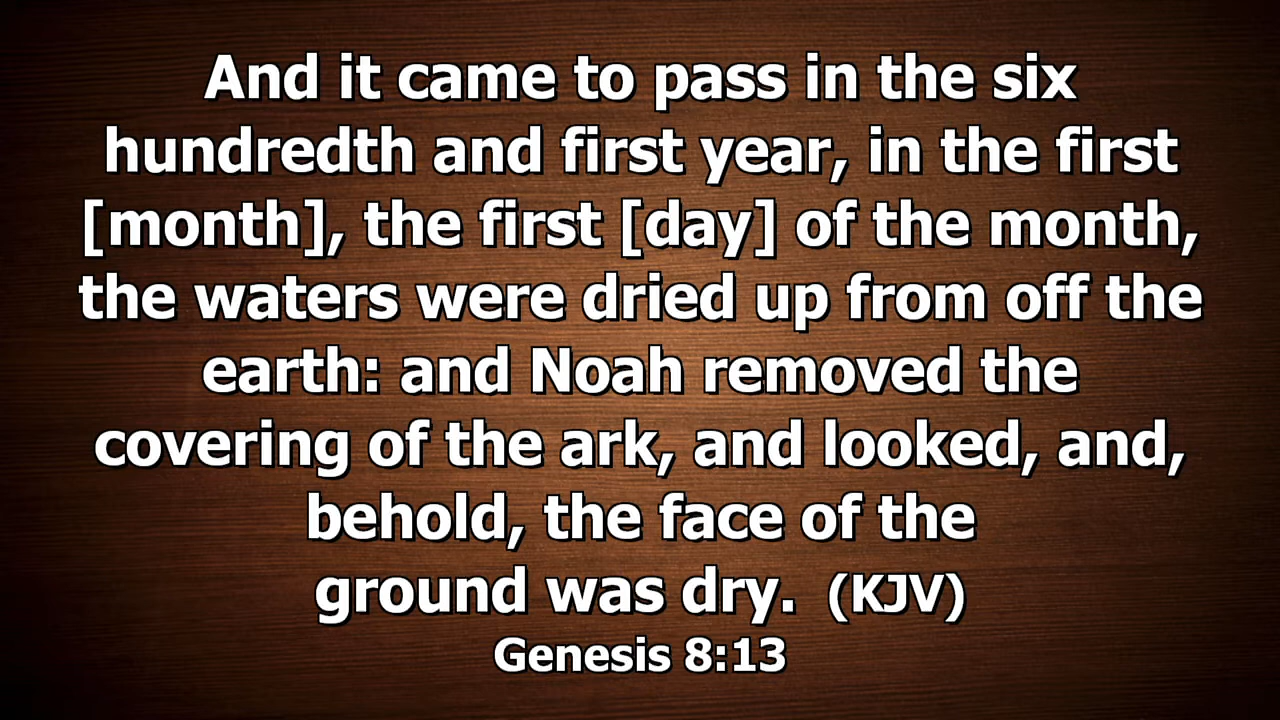 And it came to pass in the six
hundredth and first year, in the first
[month], the first [day] of the month,
the waters were dried up from off the
earth: and Noah removed the
covering of the ark, and looked, and,
behold, the face of the
ground was dry. (KJV)
Genesis 8:13